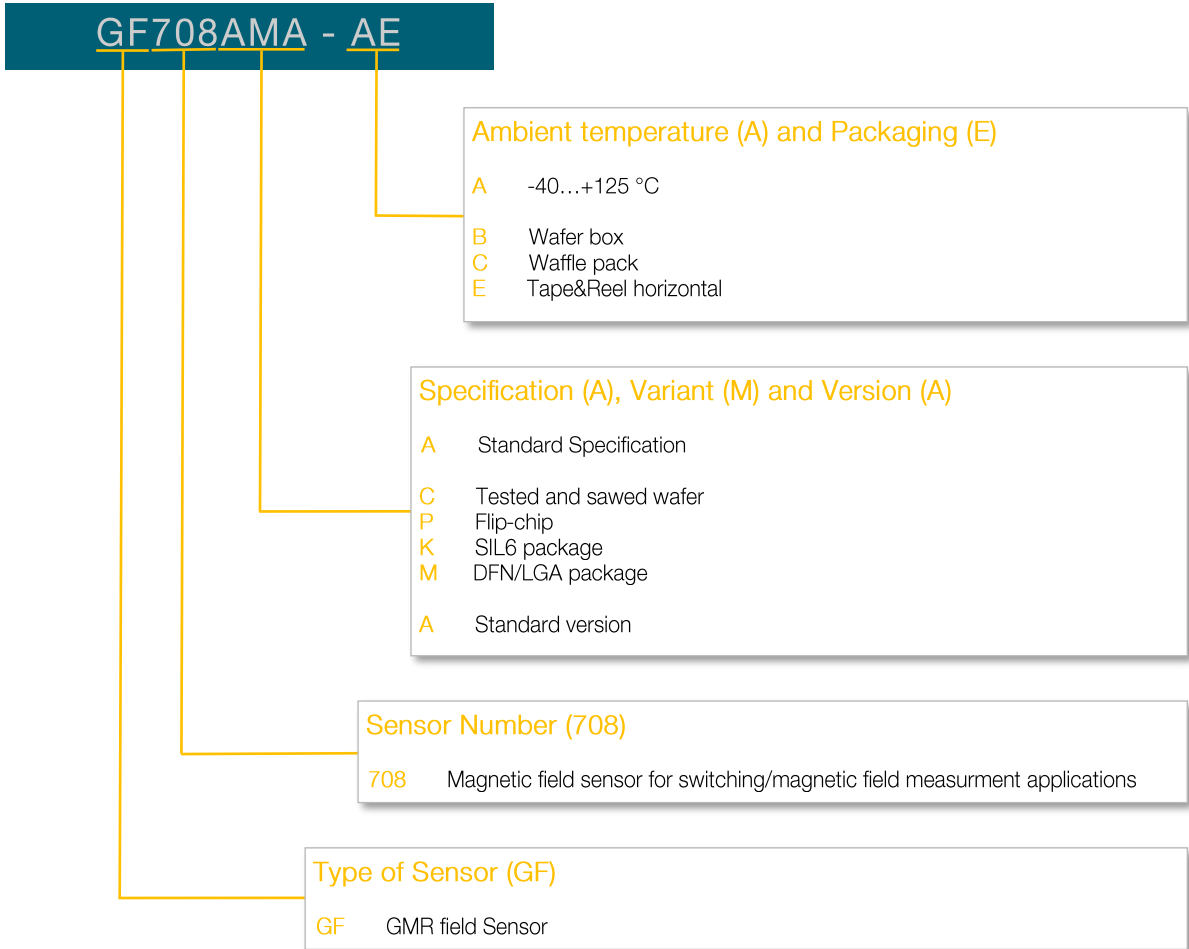 GF708AMA - AE
Ambient temperature (A) and Packaging (E)
A -40…+125 °C
B Wafer box
C Waffle pack
E Tape&Reel horizontal
Specification (A), Variant (M) and Version (A)
A Standard Specification
C Tested and sawed wafer
P Flip-chip
K SIL6 package
M DFN/LGA package
A Standard version
Sensor Number (708)
708 Magnetic field sensor for switching/magnetic field measurment applications
Type of Sensor (GF)
GF GMR field Sensor